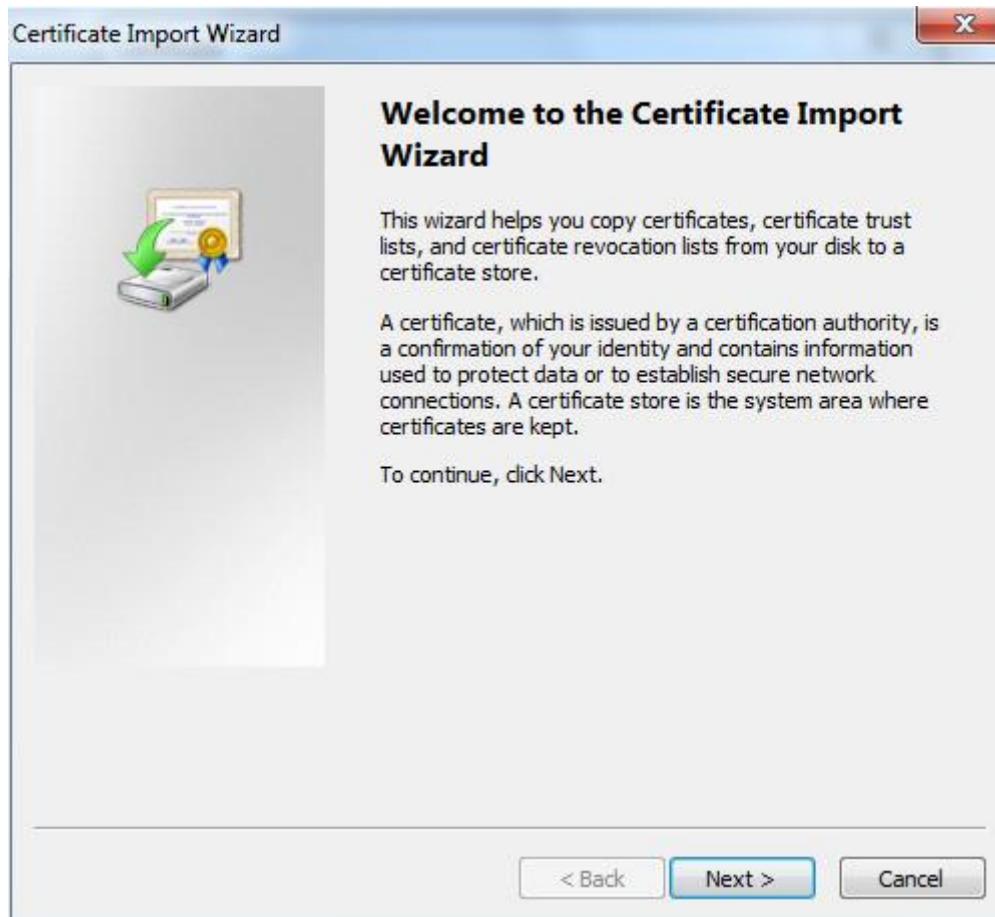 Certificate Import Wizard
Welcome to the Certificate Import
Wizard
This wizard helps you copy certificates, certificate trust
lists, and certificate revocation lists from your disk to a
certificate store.
A certificate, which is issued by a certification authority, is
a confirmation of your identity and contains information
used to protect data or to establish secure network
connections. A certificate store is the system area where
certificates are kept.
To continue, click Next.
< Back
Next >
Cancel